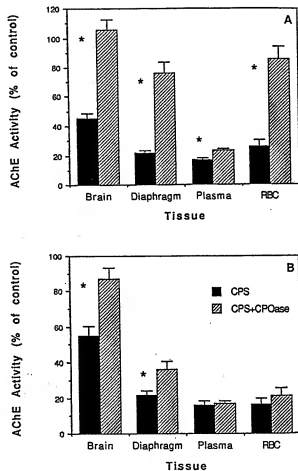 A
AChE Activity (% of control)
120
100
80
60
40
20
0
*
*
*
*
Brain
Diaphragm
Plasma
RBC
Tissue
B
AChE Activity (% of control)
100
80
60
40
20
0
*
*
CPS
CPS+CPOase
Brain
Diaphragm
Plasma
RBC
Tissue